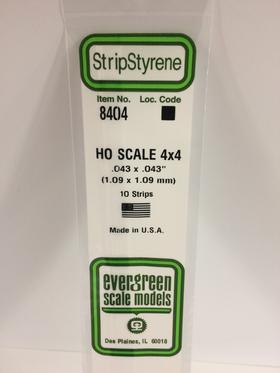 StripStyrene
Item No. Loc. Code
8404
HO SCALE 4x4
.043 x .043"
(1.09 x 1.09 mm)
10 Strips
Made in U.S.A.
evergreen
scale models
Des Plaines, IL 60018